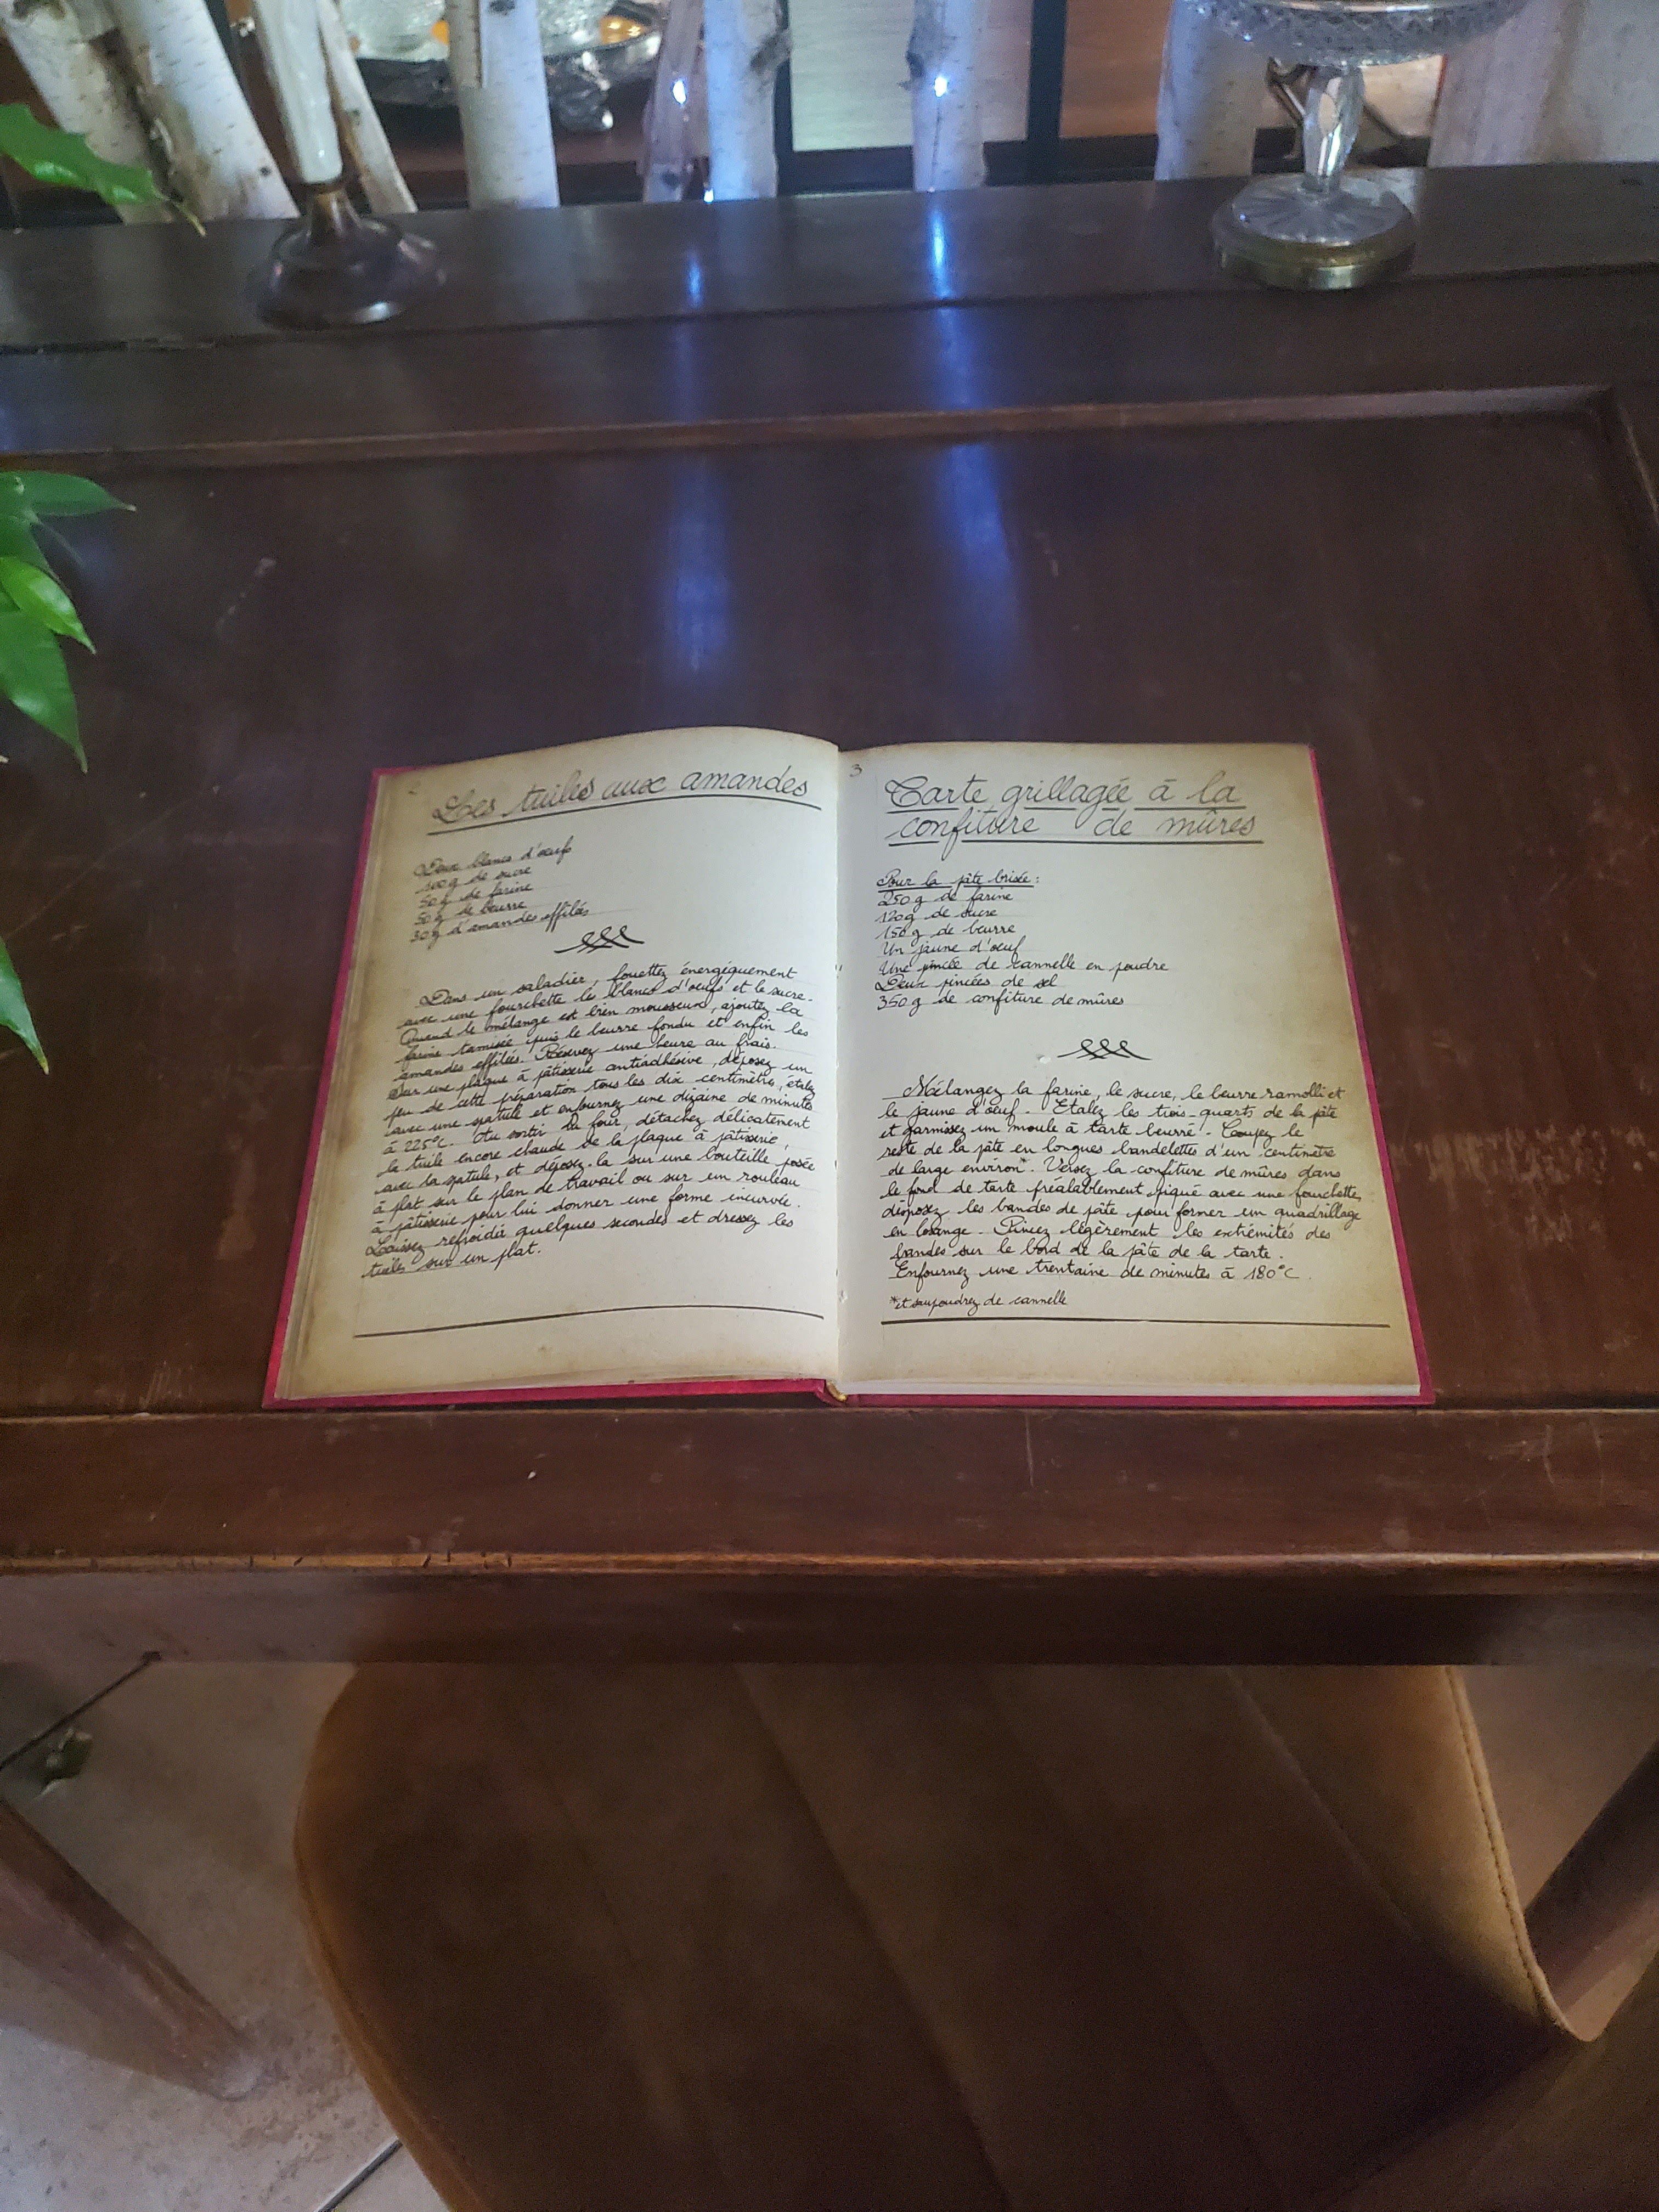 Les tuiles aux amandes
Deux blancs d'oeufs
100g de sucre
50g de farine
50g de beurre
30g d'amandes effilées
Dans un saladier, fouettez énergiquement
avec une fourchette les blancs d'oeufs et le sucre.
Quand le mélange est bien mousseux, ajoutez la
farine tamisée puis le beurre fondu et enfin les
amandes effilées. Réservez une heure au frais.
Sur une plaque à pâtisserie antiadhésive, déposez un
peu de cette préparation tous les dix centimètres, étalez
avec une spatule et enfournez une dizaine de minutes
à 225°C. Au sortir du four, détachez délicatement
la tuile encore chaude de la plaque à pâtisserie,
avec la spatule, et déposez-la sur une bouteille posée
à plat sur le plan de travail ou sur un rouleau
à pâtisserie pour lui donner une forme incurvée.
Laissez refroidir quelques secondes et dressez les
tuiles sur un plat.
3
Tarte grillagée à la
confiture de mûres
Pour la pâte brisée :
250g de farine
120g de sucre
150g de beurre
Un jaune d'oeuf
Une pincée de cannelle en poudre
Deux pincées de sel
350g de confiture de mûres
Mélangez la farine, le sucre, le beurre ramolli et
le jaune d'oeuf. Etalez les trois-quarts de la pâte
et garnissez un moule à tarte beurré. Coupez le
reste de la pâte en longues bandelettes d'un centimètre
de large environ*. Versez la confiture de mûres dans
le fond de tarte préalablement piqué avec une fourchette,
disposez les bandes de pâte pour former un quadrillage
en losange. Pincez légèrement les extrémités des
bandes sur le bord de la pâte de la tarte.
Enfournez une trentaine de minutes à 180°C.
*et saupoudrez de cannelle